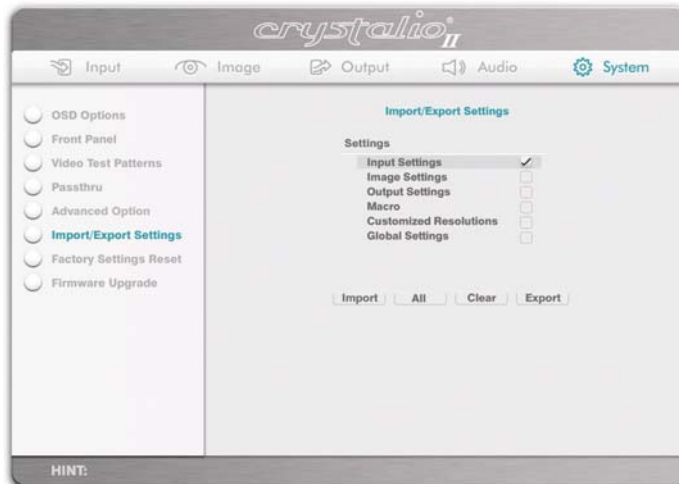 crystalio II
Input
Image
Output
Audio
System
OSD Options
Front Panel
Video Test Patterns
Passthru
Advanced Option
Import/Export Settings
Factory Settings Reset
Firmware Upgrade
Import/Export Settings
Settings
Input Settings
Image Settings
Output Settings
Macro
Customized Resolutions
Global Settings
Import
All
Clear
Export
HINT: